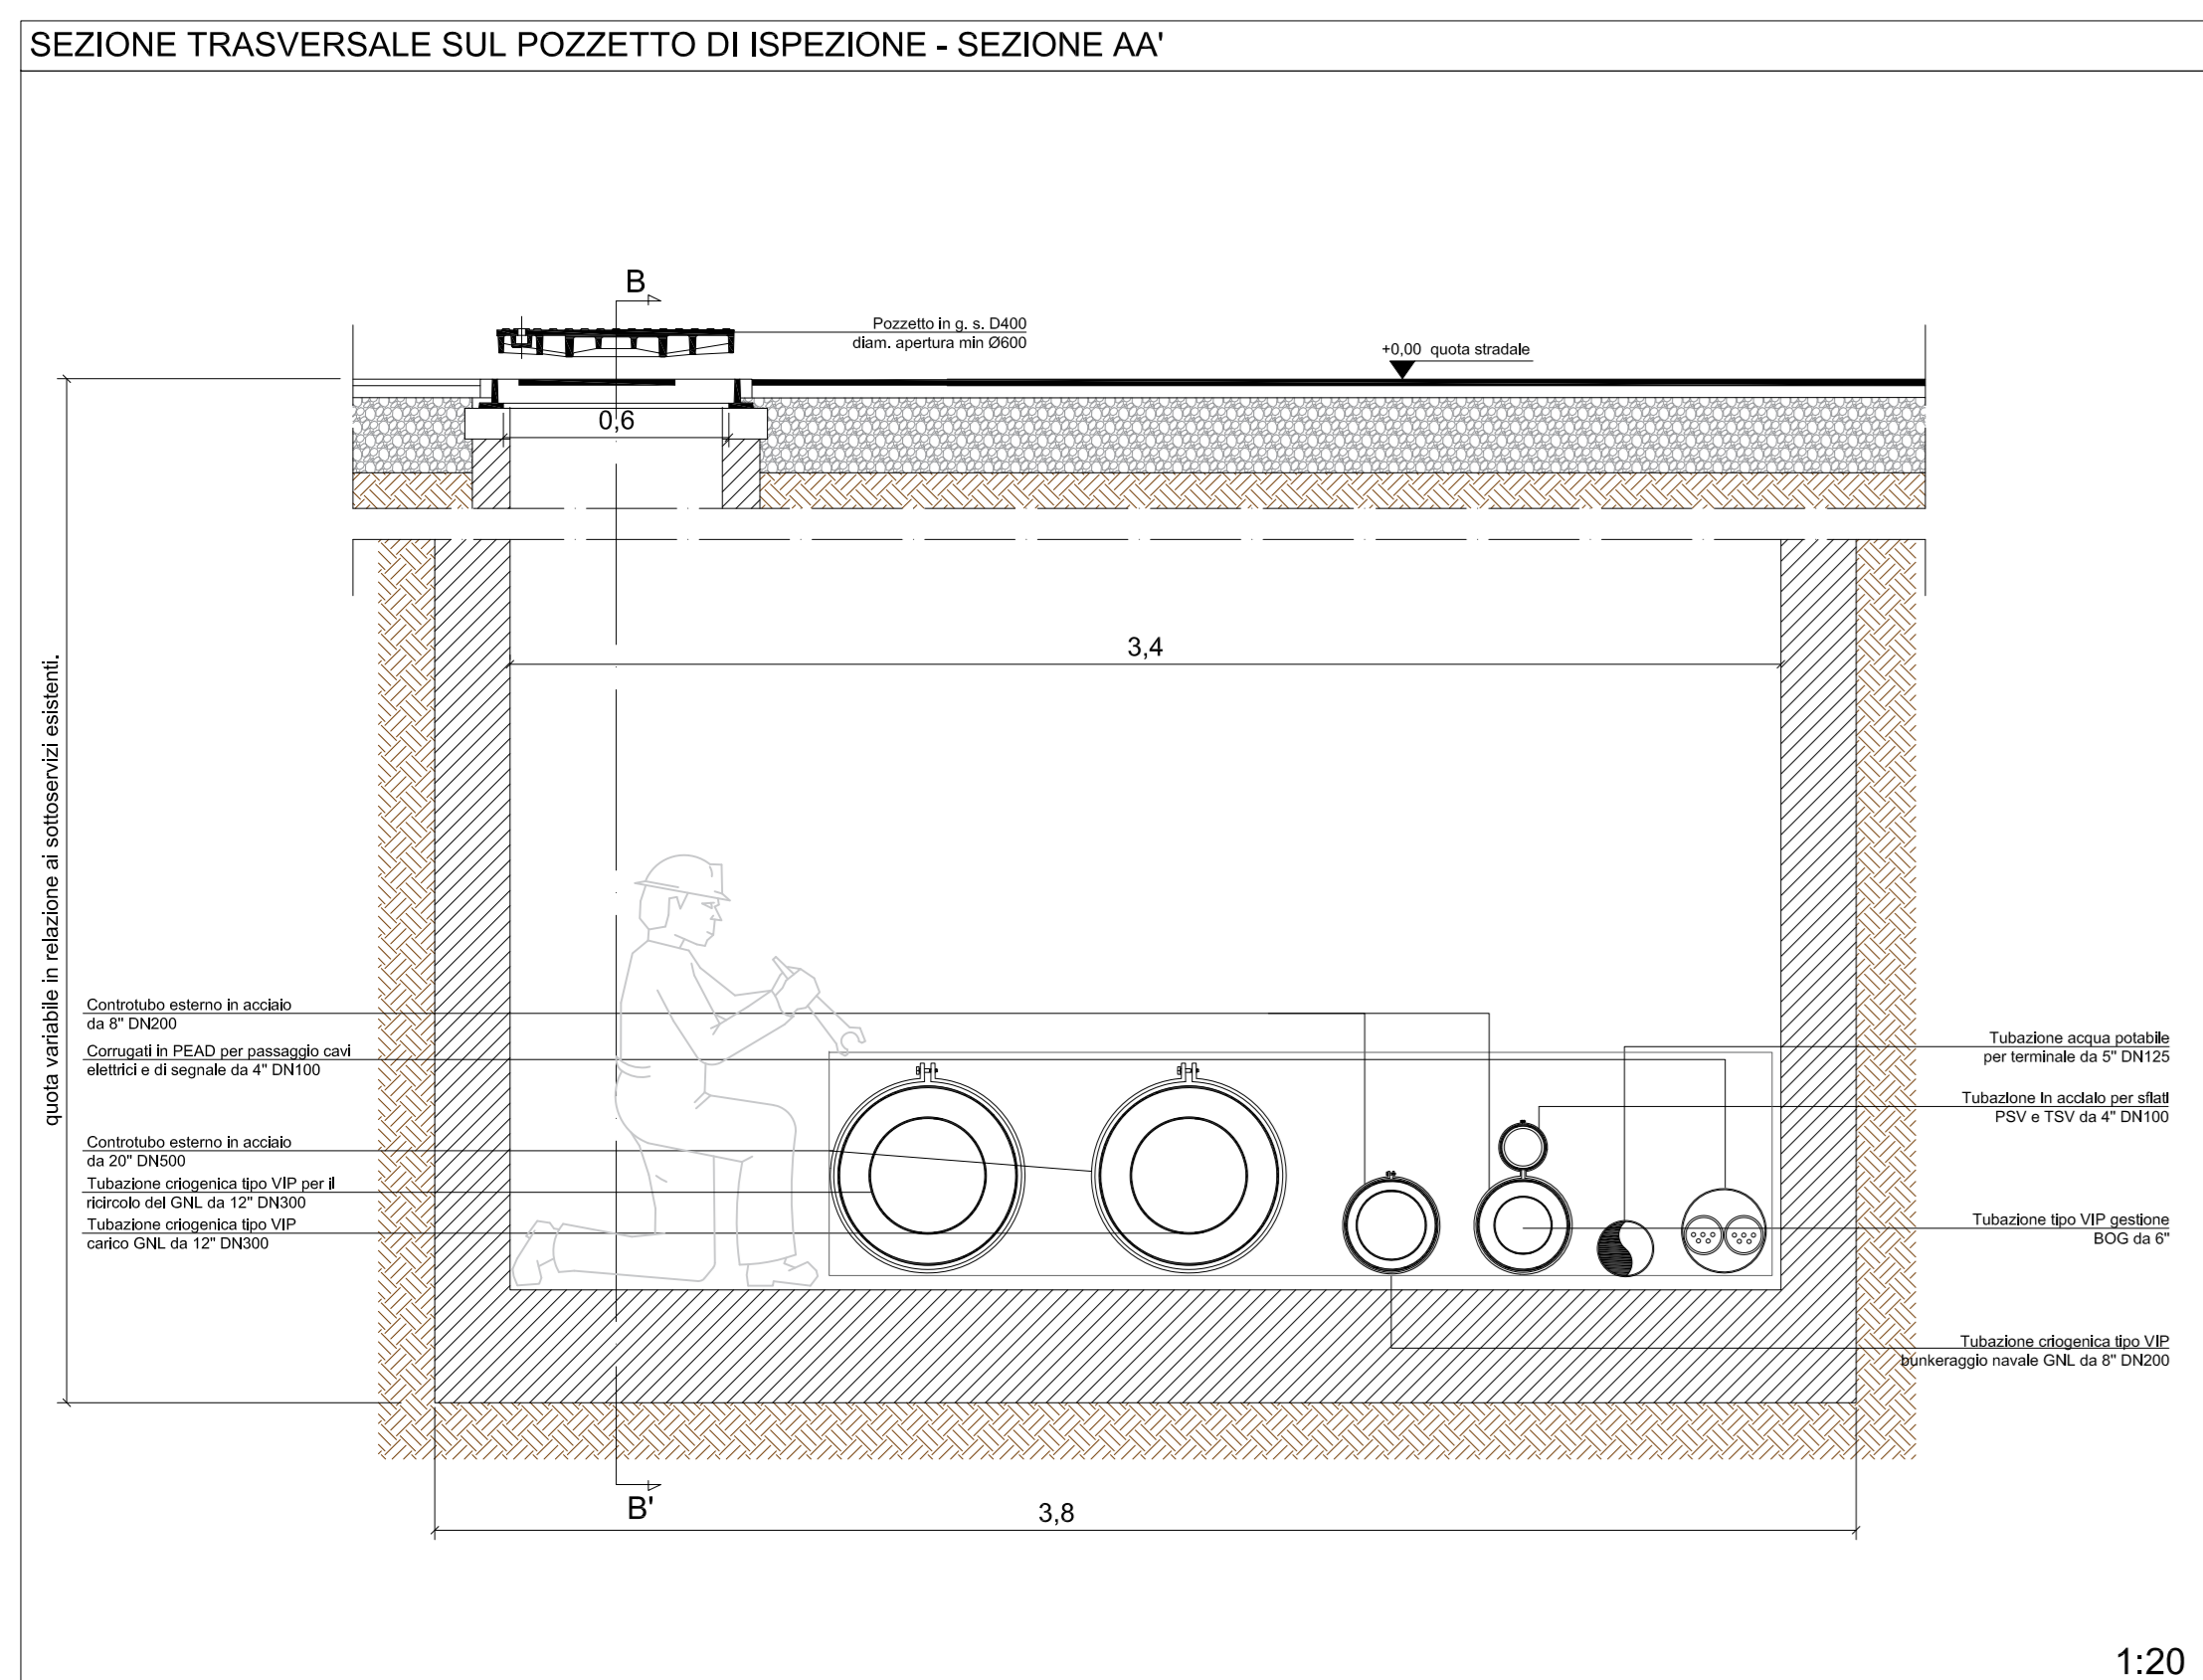 SEZIONE TRASVERSALE SUL POZZETTO DI ISPEZIONE - SEZIONE AA'
B
Pozzetto in g. s. D400
diam. apertura min Ø600
+0,00 quota stradale
0,6
3,4
quota variabile in relazione ai sottoservizi esistenti.
Controtubo esterno in acciaio
da 8" DN200
Corrugati in PEAD per passaggio cavi
elettrici e di segnale da 4" DN100
Controtubo esterno in acciaio
da 20" DN500
Tubazione criogenica tipo VIP per il
ricircolo del GNL da 12" DN300
Tubazione criogenica tipo VIP
carico GNL da 12" DN300
Tubazione acqua potabile
per terminale da 5" DN125
Tubazione in acciaio per sfiati
PSV e TSV da 4" DN100
Tubazione tipo VIP gestione
BOG da 6"
Tubazione criogenica tipo VIP
bunkeraggio navale GNL da 8" DN200
B'
3,8
1:20